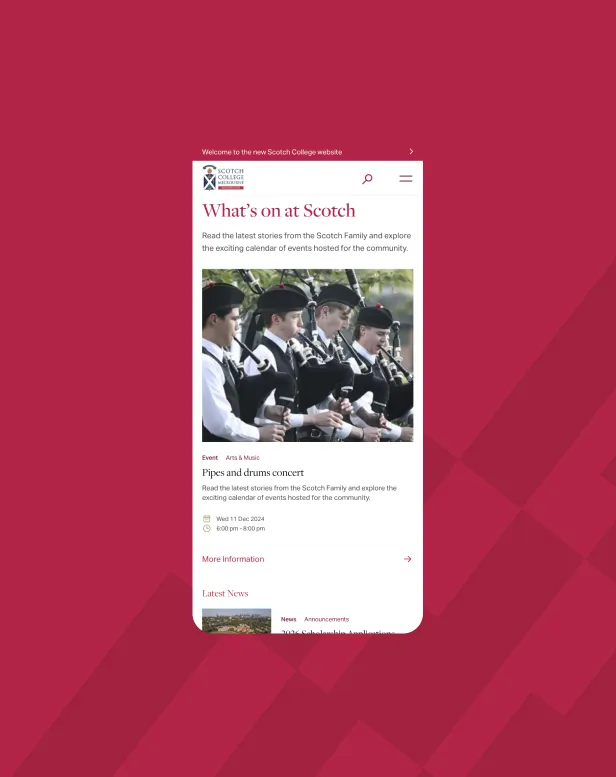 Welcome to the new Scotch College website
SCOTCH
COLLEGE
MELBOURNE
What's on at Scotch
Read the latest stories from the Scotch Family and explore
the exciting calendar of events hosted for the community.
Event Arts & Music
Pipes and drums concert
Read the latest stories from the Scotch Family and explore the
exciting calendar of events hosted for the community.
Wed 11 Dec 2024
6:00 pm - 8:00 pm
More Information
Latest News
News Announcements
2026 Scholarship Applications